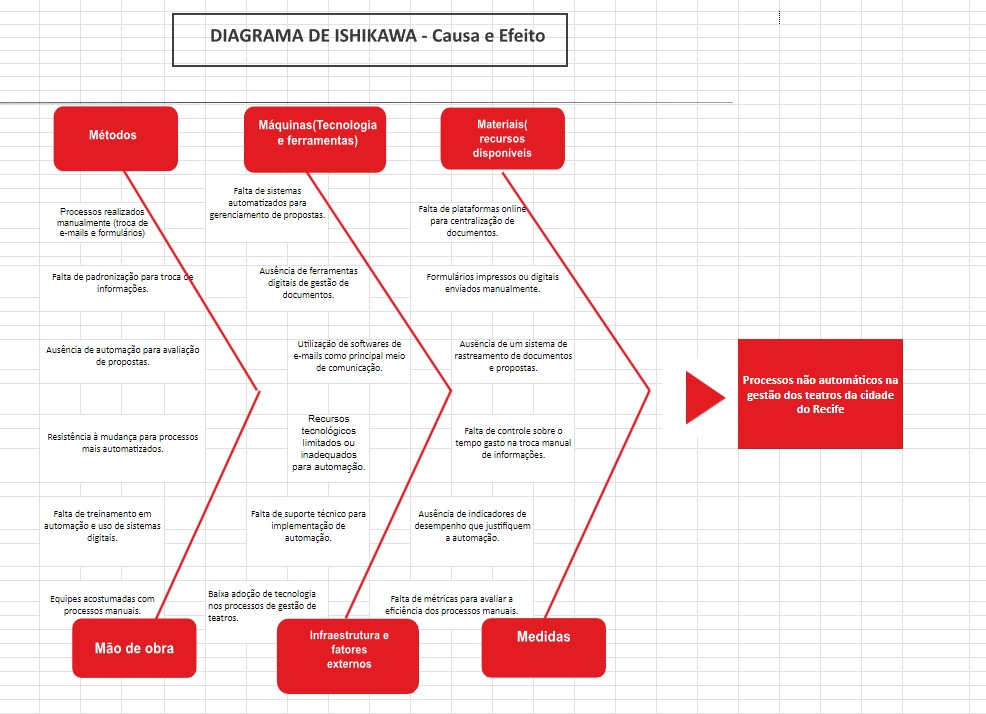 DIAGRAMA DE ISHIKAWA - Causa e Efeito
Métodos
Máquinas(Tecnologia
e ferramentas)
Materiais(
recursos
disponíveis
Processos realizados
manualmente (troca de
e-mails e formulários)
Falta de padronização para troca de
informações.
Ausência de automação para avaliação
de propostas.
Falta de sistemas
automatizados para
gerenciamento de propostas.
Ausência de ferramentas
digitais de gestão de
documentos.
Utilização de softwares de
e-mails como principal meio
de comunicação.
Falta de plataformas online
para centralização de
documentos.
Formulários impressos ou digitais
enviados manualmente.
Ausência de um sistema de
rastreamento de documentos
e propostas.
Processos não automáticos na
gestão dos teatros da cidade
do Recife
Resistência à mudança para processos
mais automatizados.
Falta de treinamento em
automação e uso de sistemas
digitais.
Equipes acostumadas com
processos manuais.
Recursos
tecnológicos
limitados ou
inadequados
para automação.
Falta de suporte técnico para
implementação de
automação.
Baixa adoção de tecnologia
nos processos de gestão de
teatros.
Falta de controle sobre o
tempo gasto na troca manual
de informações.
Ausência de indicadores de
desempenho que justifiquem
a automação.
Falta de métricas para avaliar a
eficiência dos processos manuais.
Mão de obra
Infraestrutura e
fatores
externos
Medidas